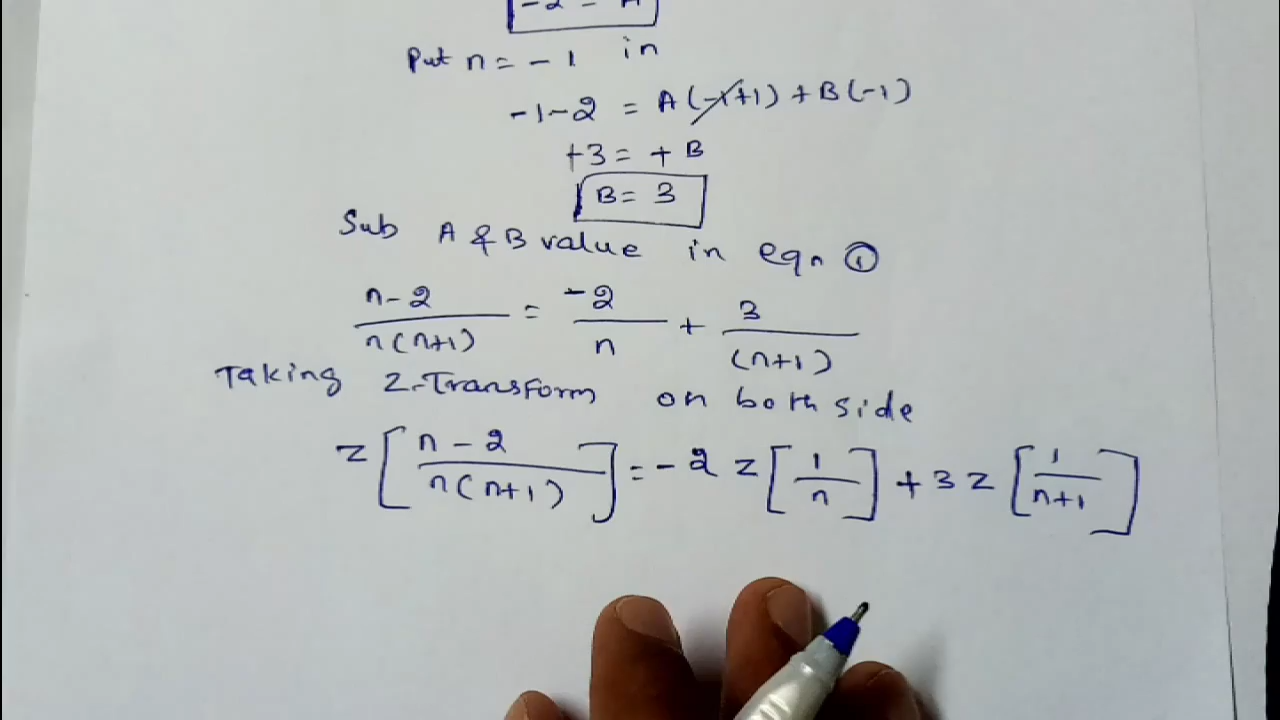 -2 = A
Put n = -1 in
-1-2 = A(-1+1) + B(-1)
+3 = + B
B = 3
Sub A & B value in eqn ①
n-2 / n(n+1) = -2 / n + 3 / (n+1)
Taking Z-Transform on both side
Z[n-2 / n(n+1)] = -2 Z[1 / n] + 3 Z[1 / n+1]